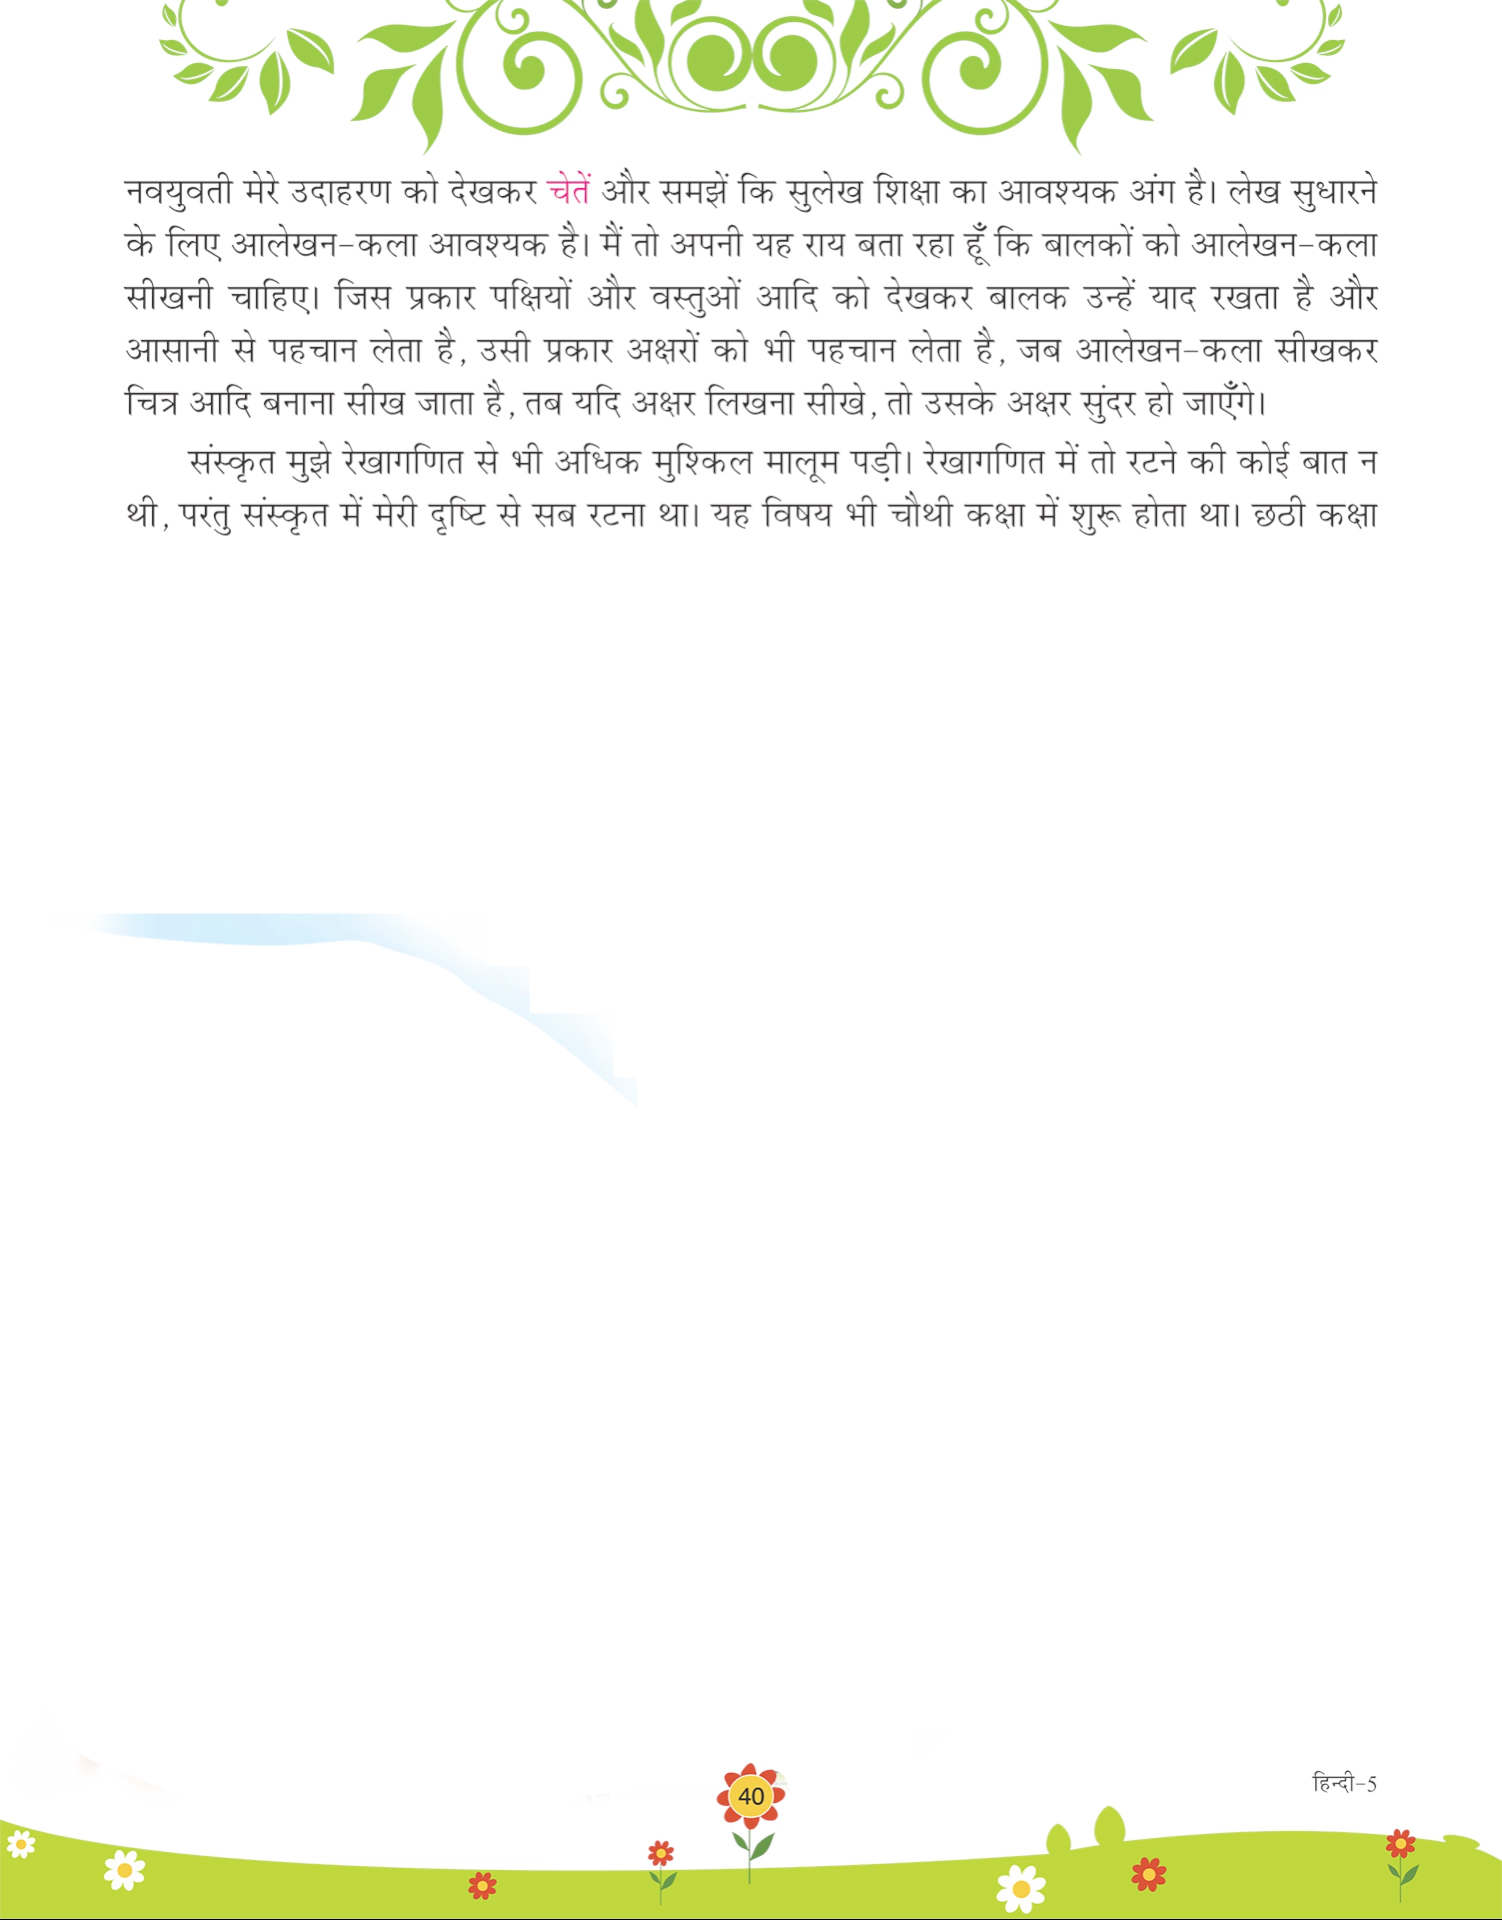 नवयुवती मेरे उदाहरण को देखकर चेतें और समझें कि सुलेख शिक्षा का आवश्यक अंग है। लेख सुधारने
के लिए आलेखन-कला आवश्यक है। मैं तो अपनी यह राय बता रहा हूँ कि बालकों को आलेखन-कला
सीखनी चाहिए। जिस प्रकार पक्षियों और वस्तुओं आदि को देखकर बालक उन्हें याद रखता है और
आसानी से पहचान लेता है, उसी प्रकार अक्षरों को भी पहचान लेता है, जब आलेखन-कला सीखकर
चित्र आदि बनाना सीख जाता है, तब यदि अक्षर लिखना सीखे, तो उसके अक्षर सुंदर हो जाएँगे।
संस्कृत मुझे रेखागणित से भी अधिक मुश्किल मालूम पड़ी। रेखागणित में तो रटने की कोई बात न
थी, परंतु संस्कृत में मेरी दृष्टि से सब रटना था। यह विषय भी चौथी कक्षा में शुरू होता था। छठी कक्षा
हिन्दी-5
40